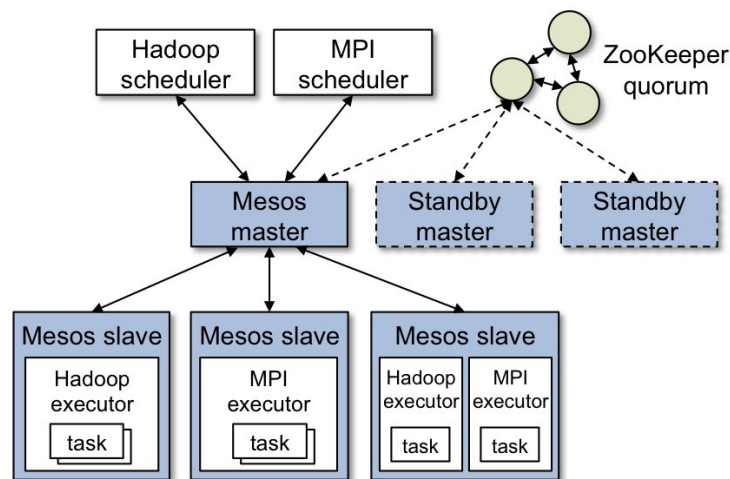 Hadoop
scheduler
MPI
scheduler
ZooKeeper
quorum
Mesos
master
Standby
master
Standby
master
Mesos slave
Hadoop
executor
task
Mesos slave
MPI
executor
task
Mesos slave
Hadoop
executor
task
MPI
executor
task